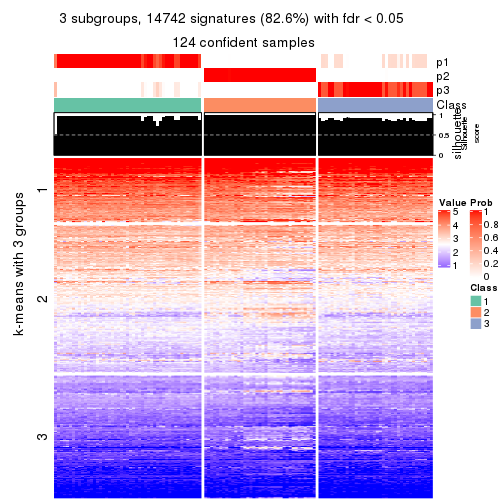 3 subgroups, 14742 signatures (82.6%) with fdr < 0.05
124 confident samples
p1
p2
p3
Class
1
0.5
0
silhouette
Silhouette
score
k-means with 3 groups
1
2
3
Value
5
4
3
2
1
Prob
1
0.8
0.6
0.4
0.2
0
Class
1
2
3